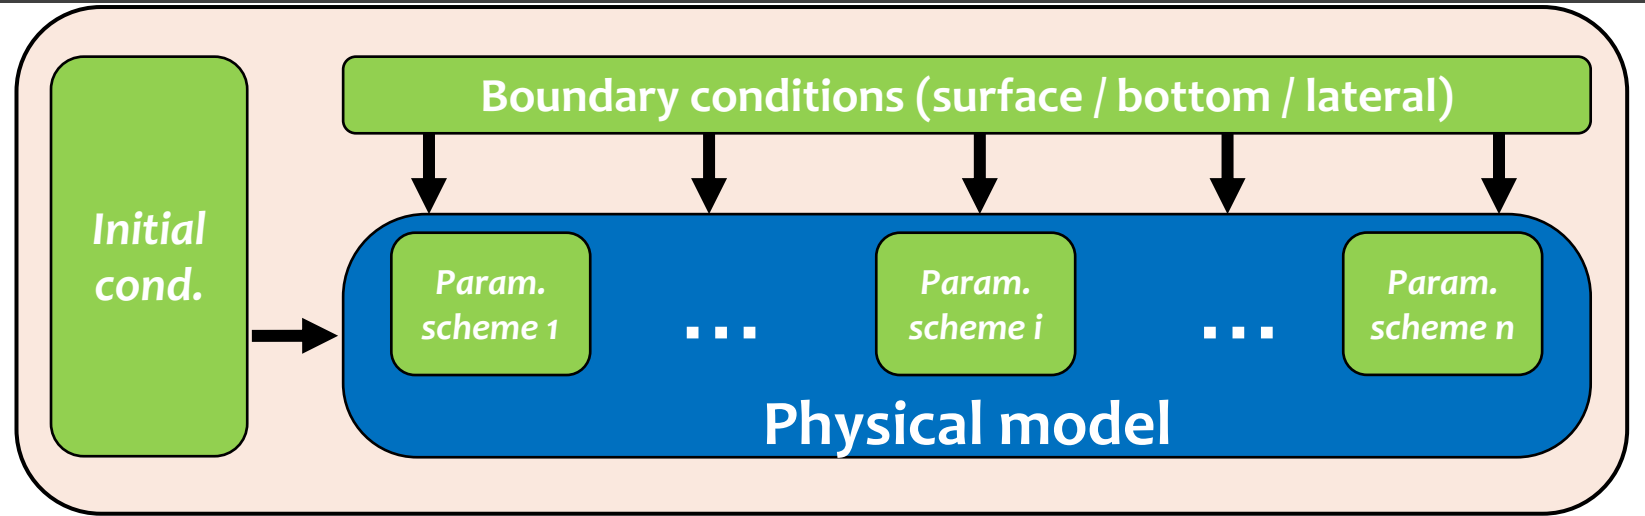 Boundary conditions (surface / bottom / lateral)
Initial
cond.
Param.
scheme 1
...
Param.
scheme i
...
Param.
scheme n
Physical model